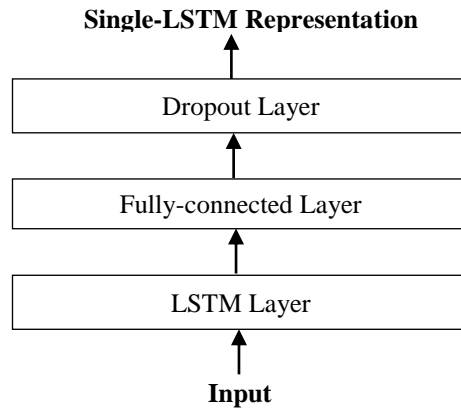 Single-LSTM Representation
Dropout Layer
Fully-connected Layer
LSTM Layer
Input